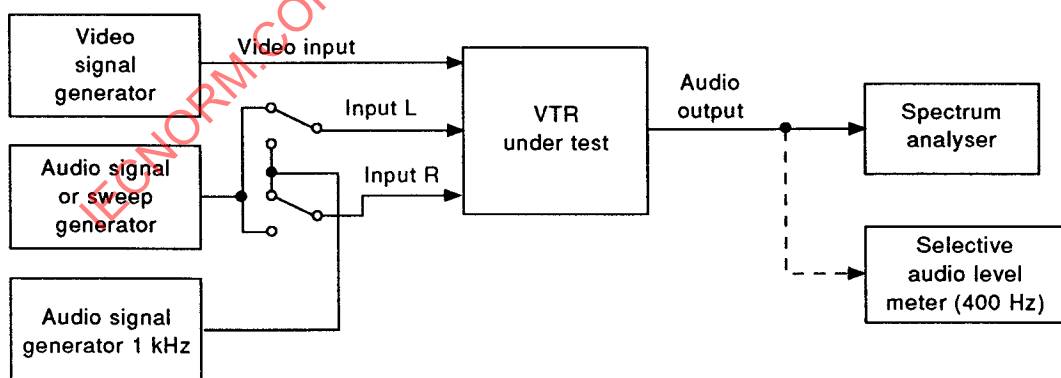 Video
signal
generator
Video input
Audio signal
or sweep
generator
Audio signal
generator 1 kHz
Input L
Input R
VTR
under test
Audio
output
Spectrum
analyser
Selective
audio level
meter (400 Hz)
IECNORM.COM